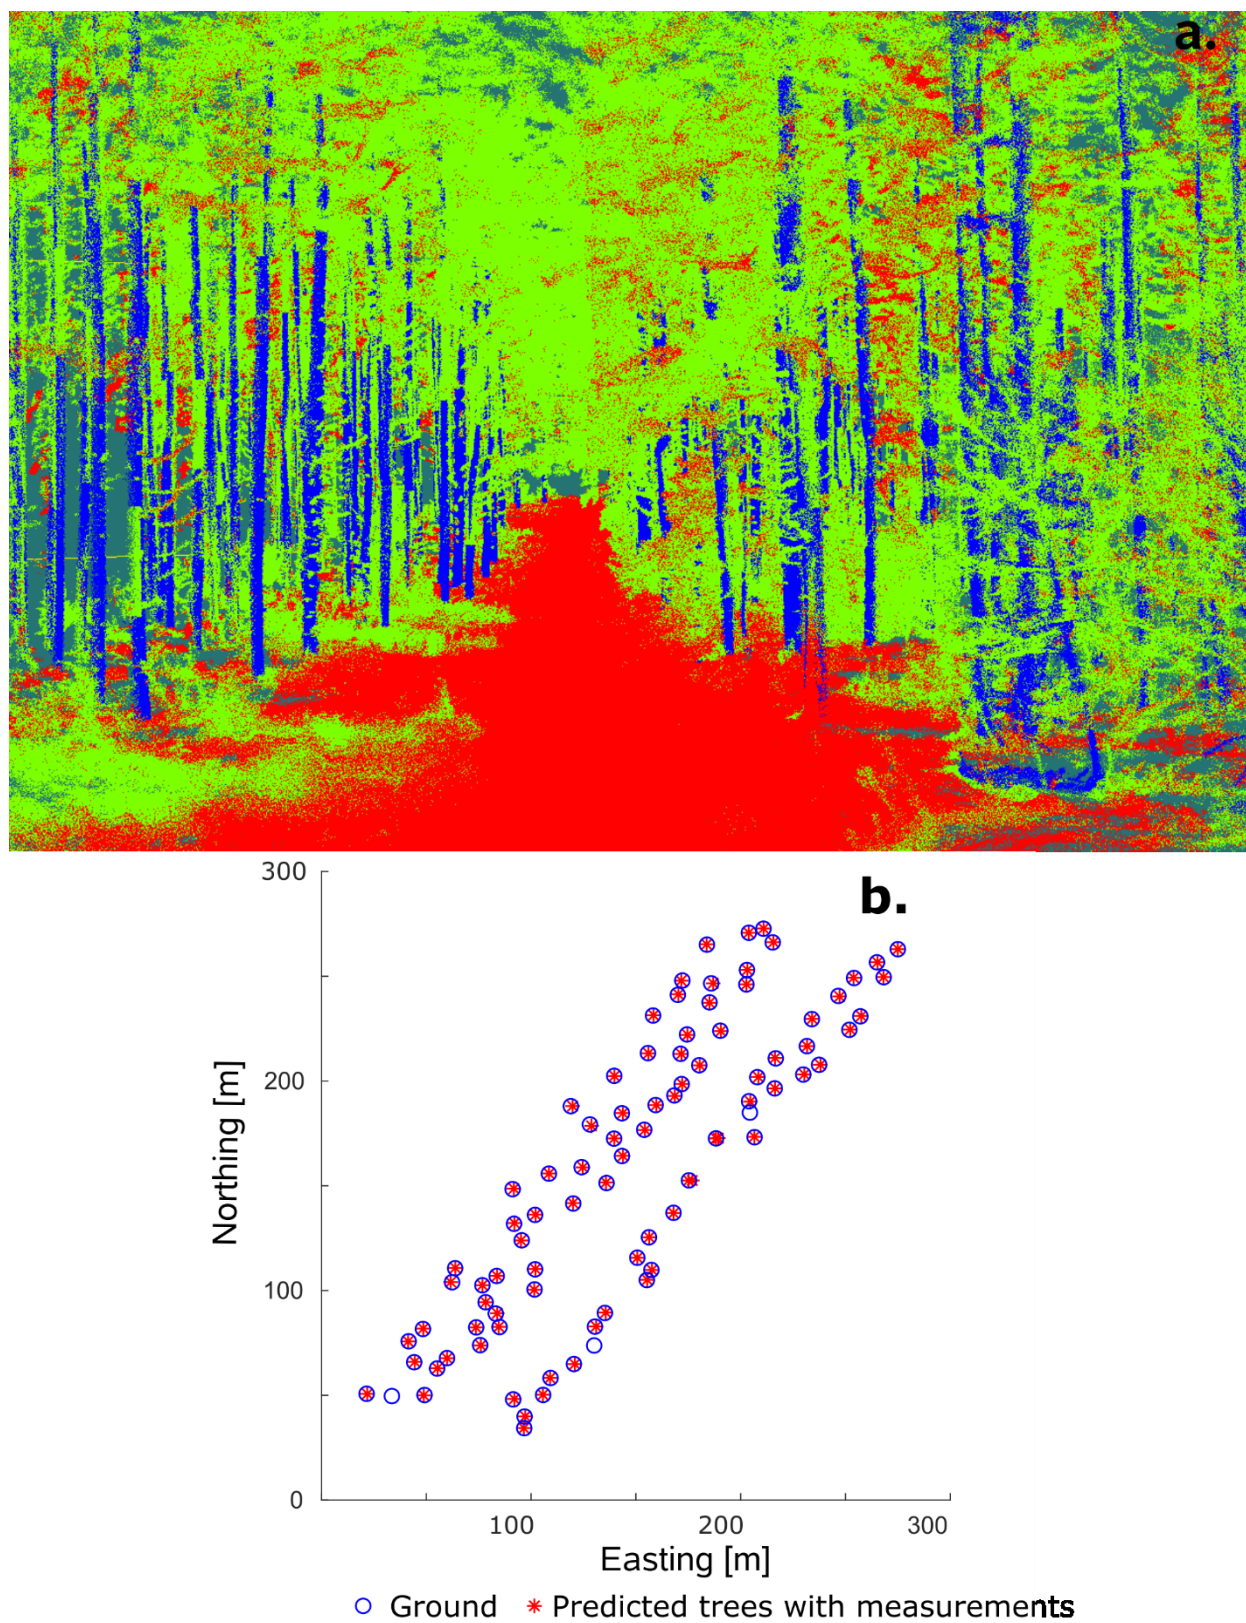 a.
b.
300
200
100
0
Northing [m]
100
200
300
Easting [m]
Ground
Predicted trees with measurements